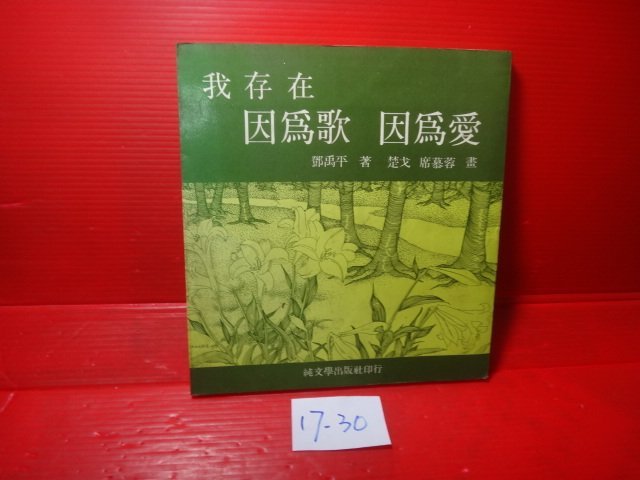 我存在
因爲歌 因爲愛
鄧禹平 著 楚戈 席慕蓉 畫
純文學出版社印行
17-30